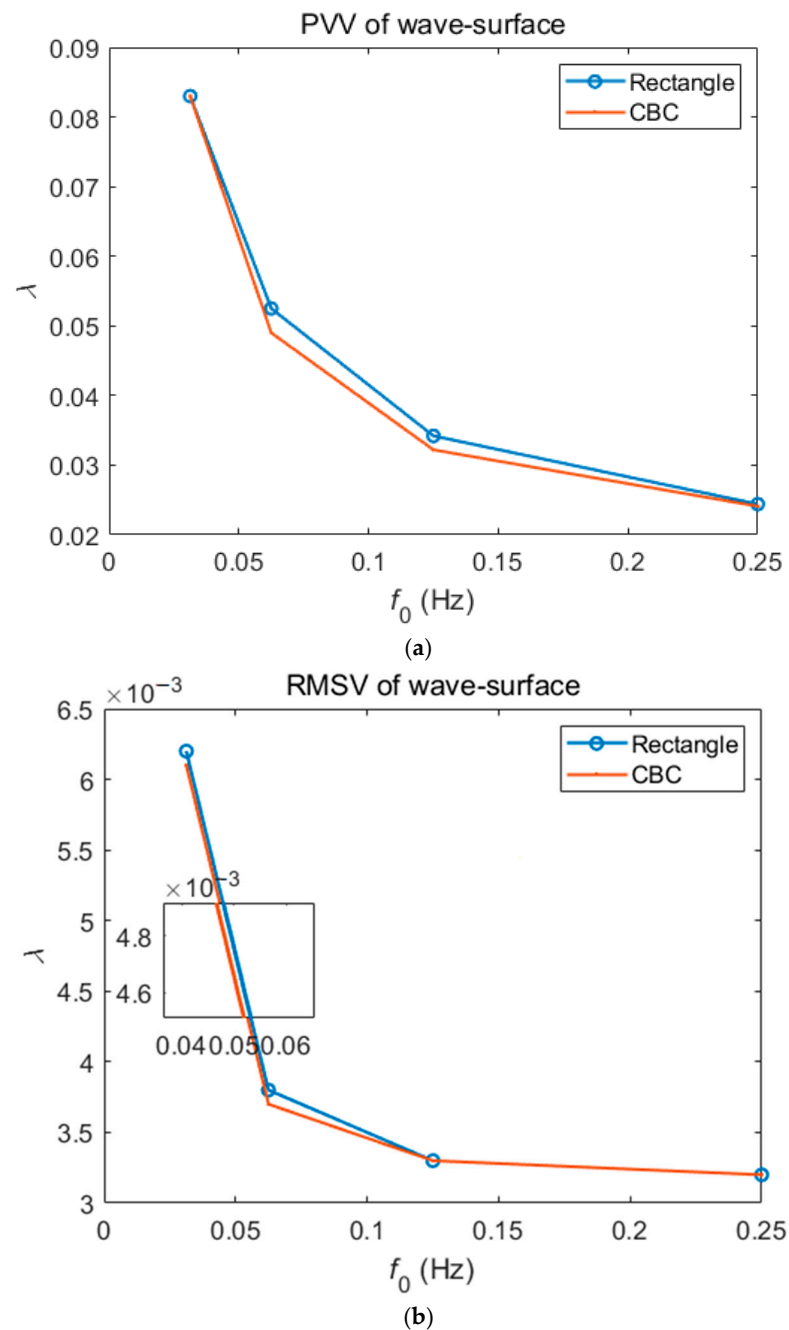 PVV of wave-surface
0.09
0.08
0.07
0.06
0.05
0.04
0.03
0.02
λ
Rectangle
CBC
0 0.05 0.1 0.15 0.2 0.25
f0 (Hz)
(a)
RMSV of wave-surface
×10−3
6.5
6
5.5
5
4.5
4
3.5
3
λ
Rectangle
CBC
×10−3
4.8
4.6
0.04 0.05 0.06
0 0.05 0.1 0.15 0.2 0.25
f0 (Hz)
(b)